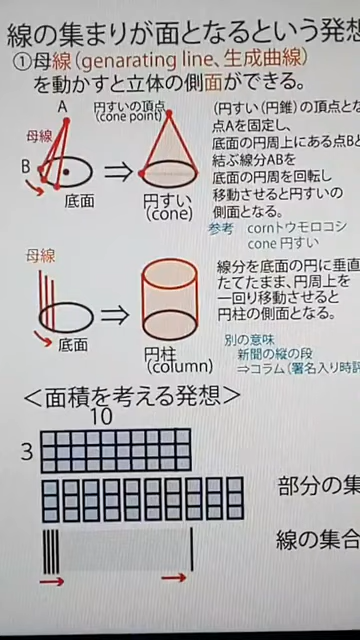 線の集まりが面となるという発想
①母線(genarating line、生成曲線)
を動かすと立体の側面ができる。
A
円すいの頂点
(cone point)
母線
B
底面
円すい
(cone)
(円すい(円錐)の頂点とな
点Aを固定し、
底面の円周上にある点Bと
結ぶ線分ABを
底面の円周を回転し
移動させると円すいの
側面となる。
参考 cornトウモロコシ
cone 円すい
母線
底面
円柱
(column)
線分を底面の円に垂直
たてたまま、円周上を
一回り移動させると
円柱の側面となる。
別の意味
新聞の縦の段
⇒コラム(署名入り時評
<面積を考える発想>
10
3
部分の集
線の集合